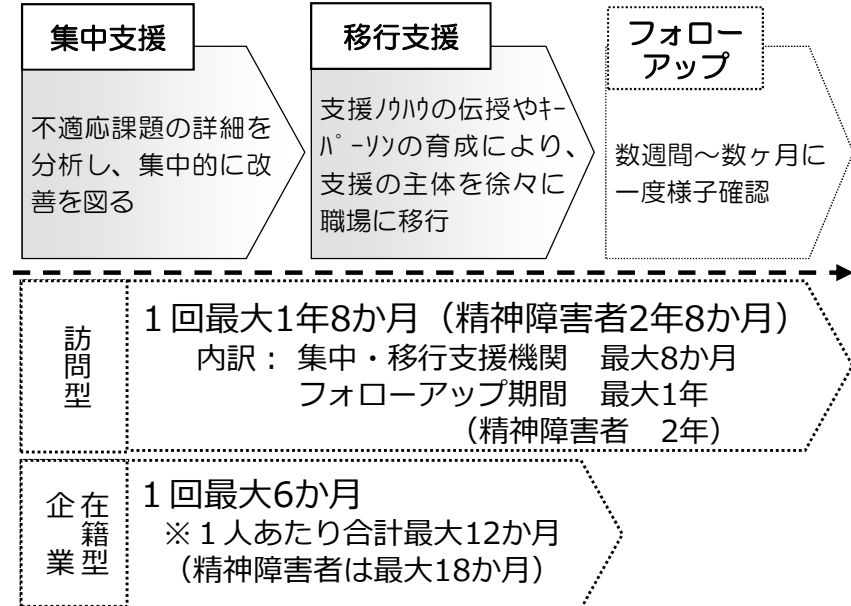 集中支援
不適応課題の詳細を
分析し、集中的に改
善を図る
移行支援
支援ﾉｳﾊｳの伝授やｷｰ
ﾊﾟｰｿﾝの育成により、
支援の主体を徐々に
職場に移行
フォロー
アップ
数週間～数ヶ月に
一度様子確認
訪問型
１回最大1年8か月（精神障害者2年8か月）
内訳： 集中・移行支援機関　最大8か月
フォローアップ期間　最大1年
（精神障害者　2年）
在籍型
企業
１回最大6か月
※１人あたり合計最大12か月
（精神障害者は最大18か月）